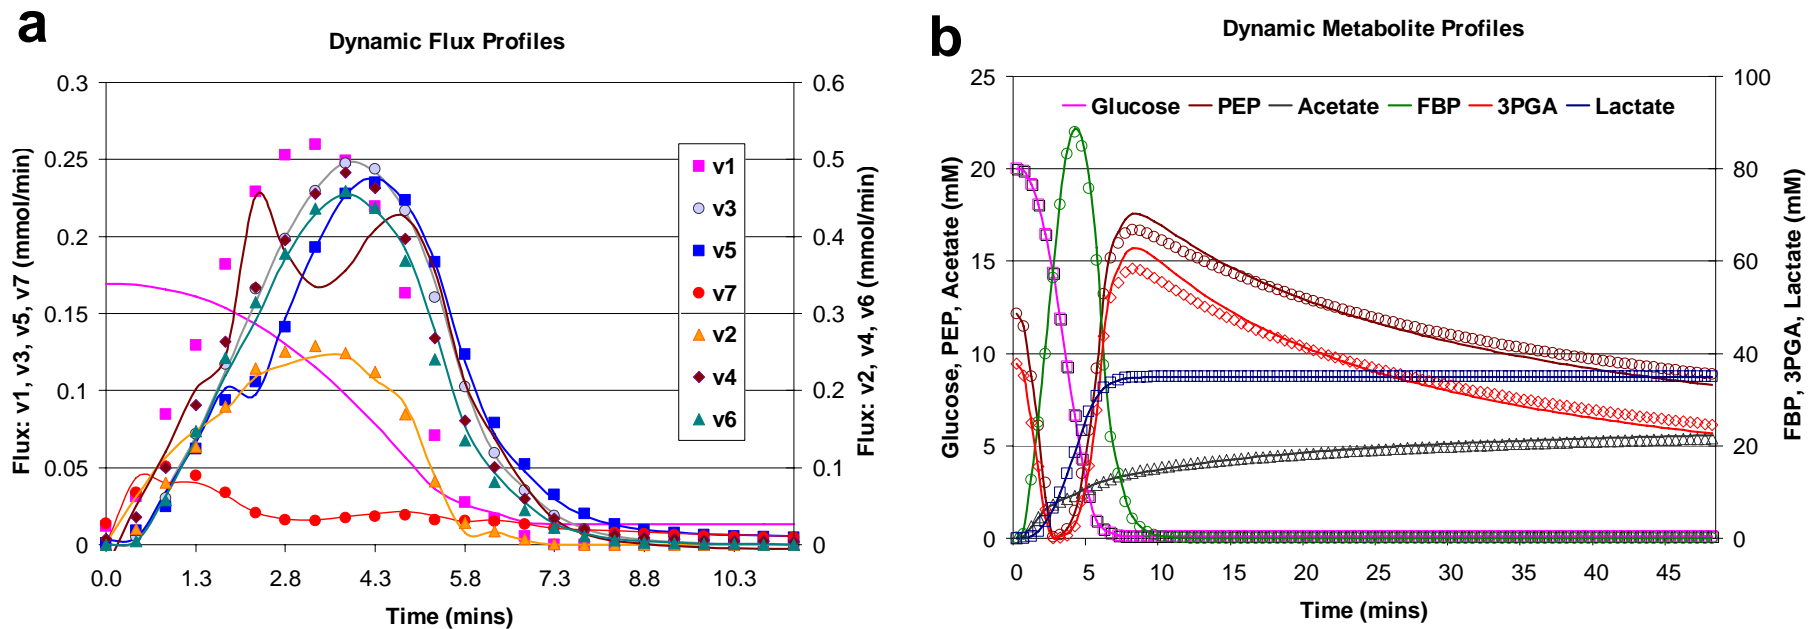 a
Dynamic Flux Profiles
Flux: v1, v3, v5, v7 (mmol/min)
0.3
0.25
0.2
0.15
0.1
0.05
0
0.6
0.5
0.4
0.3
0.2
0.1
0
Flux: v2, v4, v6 (mmol/min)
v1
v3
v5
v7
v2
v4
v6
0.0 1.3 2.8 4.3 5.8 7.3 8.8 10.3
Time (mins)
b
Dynamic Metabolite Profiles
Glucose, PEP, Acetate (mM)
25
20
15
10
5
0
Glucose PEP Acetate FBP 3PGA Lactate
100
80
60
40
20
0
FBP, 3PGA, Lactate (mM)
0 5 10 15 20 25 30 35 40 45
Time (mins)